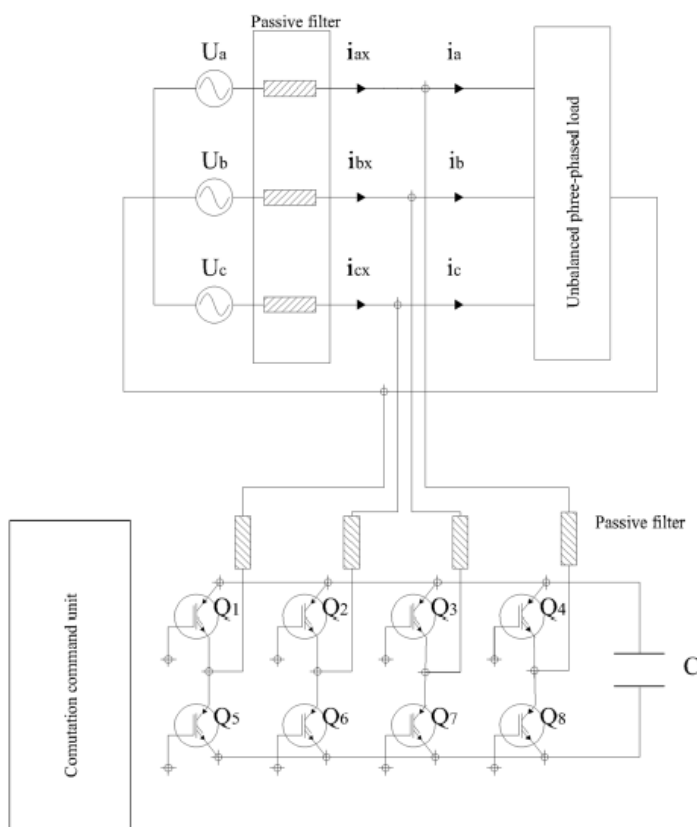 Passive filter
Ua
iax
ia
Ub
ibx
ib
Uc
icx
ic
Unbalanced phree-phased load
Passive filter
Comutation command unit
Q1
Q2
Q3
Q4
C
Q5
Q6
Q7
Q8